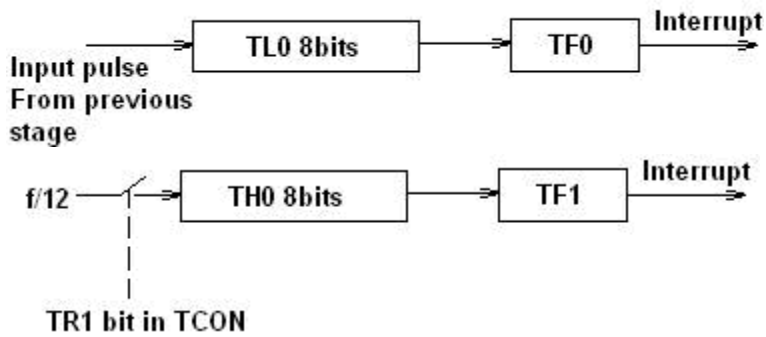 Interrupt
TL0 8bits
TF0
Input pulse
From previous
stage
Interrupt
f/12
TH0 8bits
TF1
TR1 bit in TCON